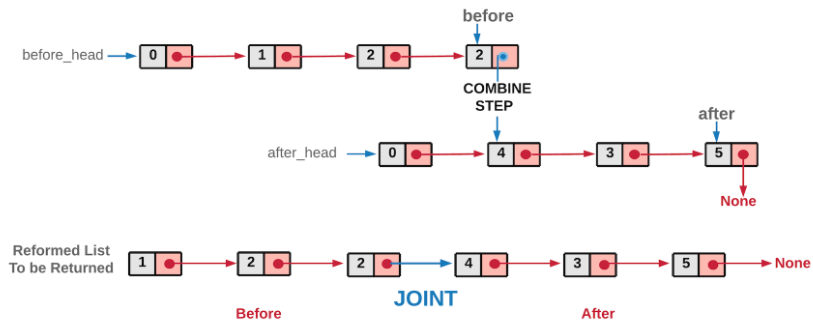 before
before_head
0 1 2 2
COMBINE
STEP
after
after_head
0 4 3 5
None
Reformed List
To be Returned
1 2 2 4 3 5
None
JOINT
Before
After